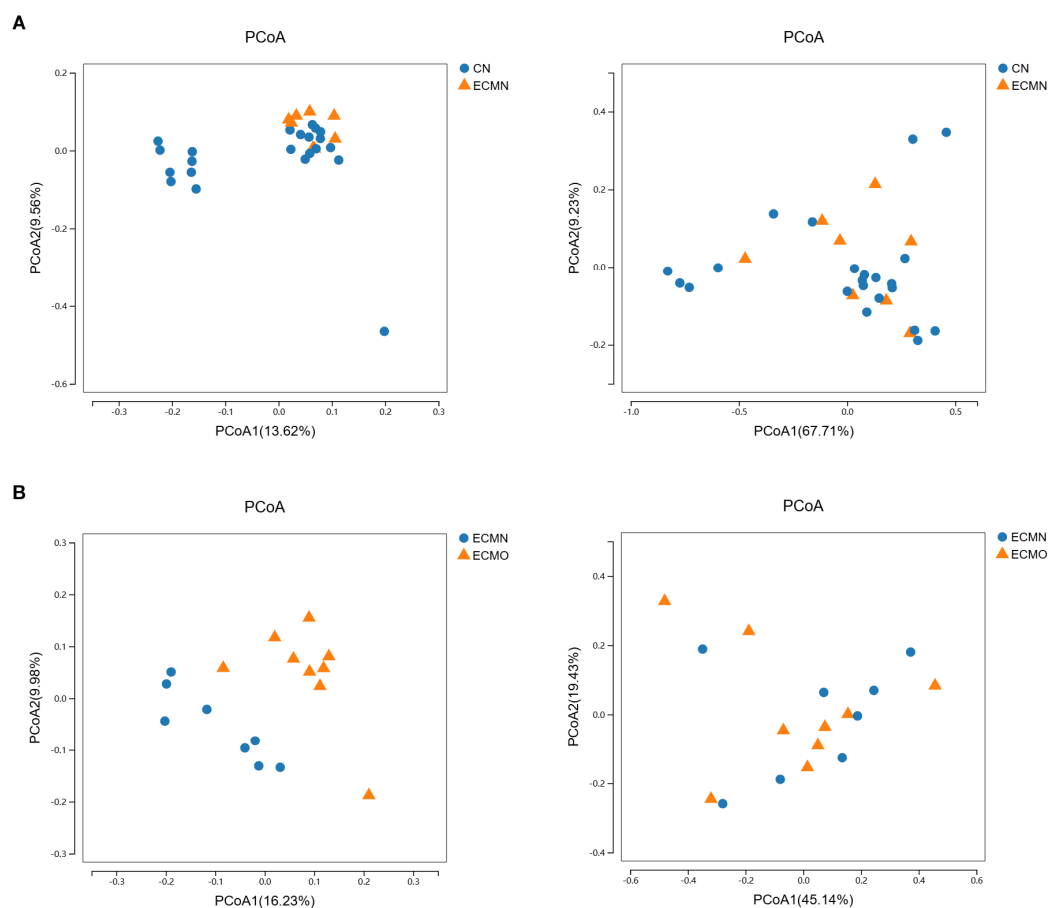 A
PCoA
CN
ECMN
0.2
0.0
-0.2
-0.4
-0.6
PCoA2(9.56%)
-0.3
-0.2
-0.1
0.0
0.1
0.2
0.3
PCoA1(13.62%)
PCoA
CN
ECMN
0.4
0.2
0.0
-0.2
PCoA2(9.23%)
-1.0
-0.5
0.0
0.5
PCoA1(67.71%)
B
PCoA
ECMN
ECMO
0.3
0.2
0.1
0.0
-0.1
-0.2
-0.3
PCoA2(9.98%)
-0.3
-0.2
-0.1
0.0
0.1
0.2
0.3
PCoA1(16.23%)
PCoA
ECMN
ECMO
0.4
0.2
0.0
-0.2
-0.4
PCoA2(19.43%)
-0.6
-0.4
-0.2
0.0
0.2
0.4
0.6
PCoA1(45.14%)